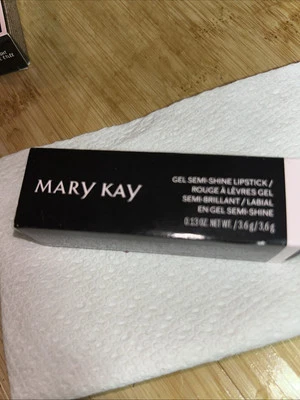 MARY KAY
GEL SEMI-SHINE LIPSTICK /
ROUGE À LÈVRES GEL
SEMI-BRILLANT / LABIAL
EN GEL SEMI-SHINE
0.13 OZ. NET WT. / 3.6 g/3,6 g